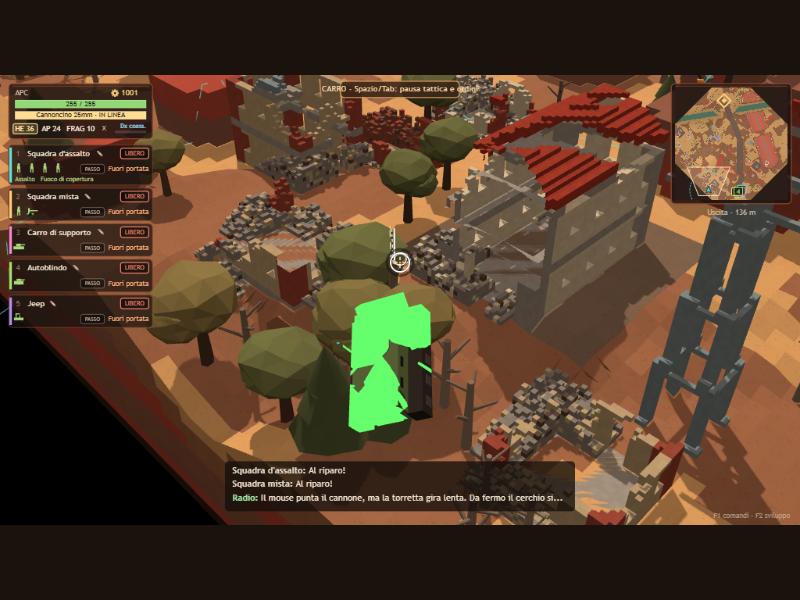 CARRO - Spazio/Tab: pausa tattica e
APC 1001
255 / 255
Cannoncino 25mm - IN LINEA
HE 36 AP 24 FRAG 10 X
1 Squadra d'assalto LIBERO
PASSO Fuori portata
Assalto Fuoco di copertura
2 Squadra mista LIBERO
PASSO Fuori portata
3 Carro di supporto LIBERO
PASSO Fuori portata
4 Autoblindo LIBERO
PASSO Fuori portata
5 Jeep LIBERO
PASSO Fuori portata
Uscita - 136 m
Squadra d'assalto: Al riparo!
Squadra mista: Al riparo!
Radio: Il mouse punta il cannone, ma la torretta gira lenta. Da fermo il cerchio si...
F1 comandi - F2 sviluppo